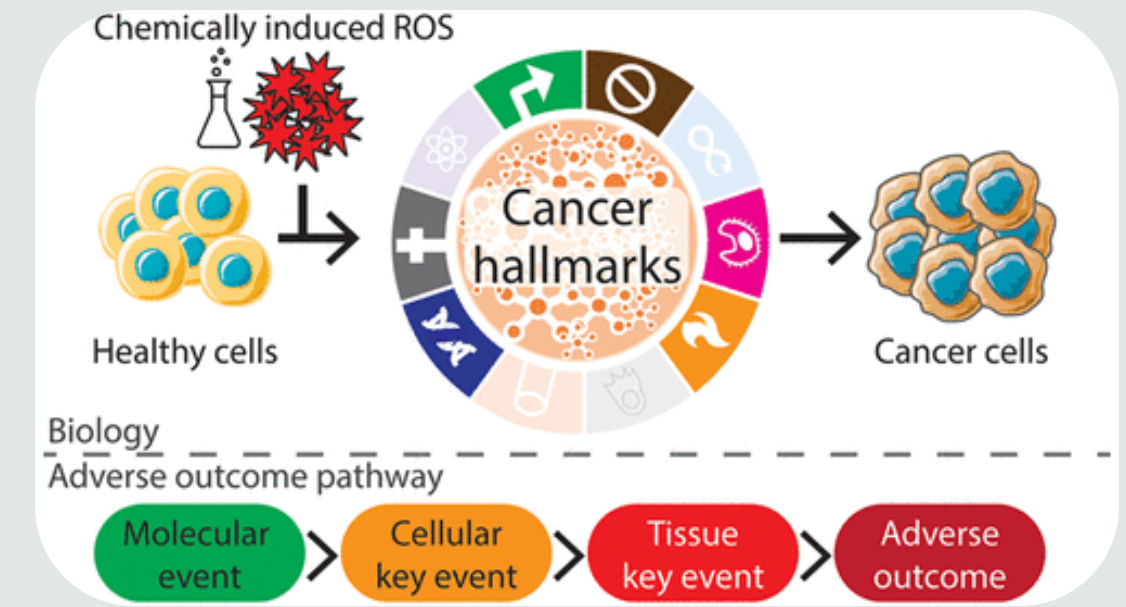 Chemically induced ROS
Cancer
hallmarks
Healthy cells
Cancer cells
Biology
Adverse outcome pathway
Molecular
event
Cellular
key event
Tissue
key event
Adverse
outcome